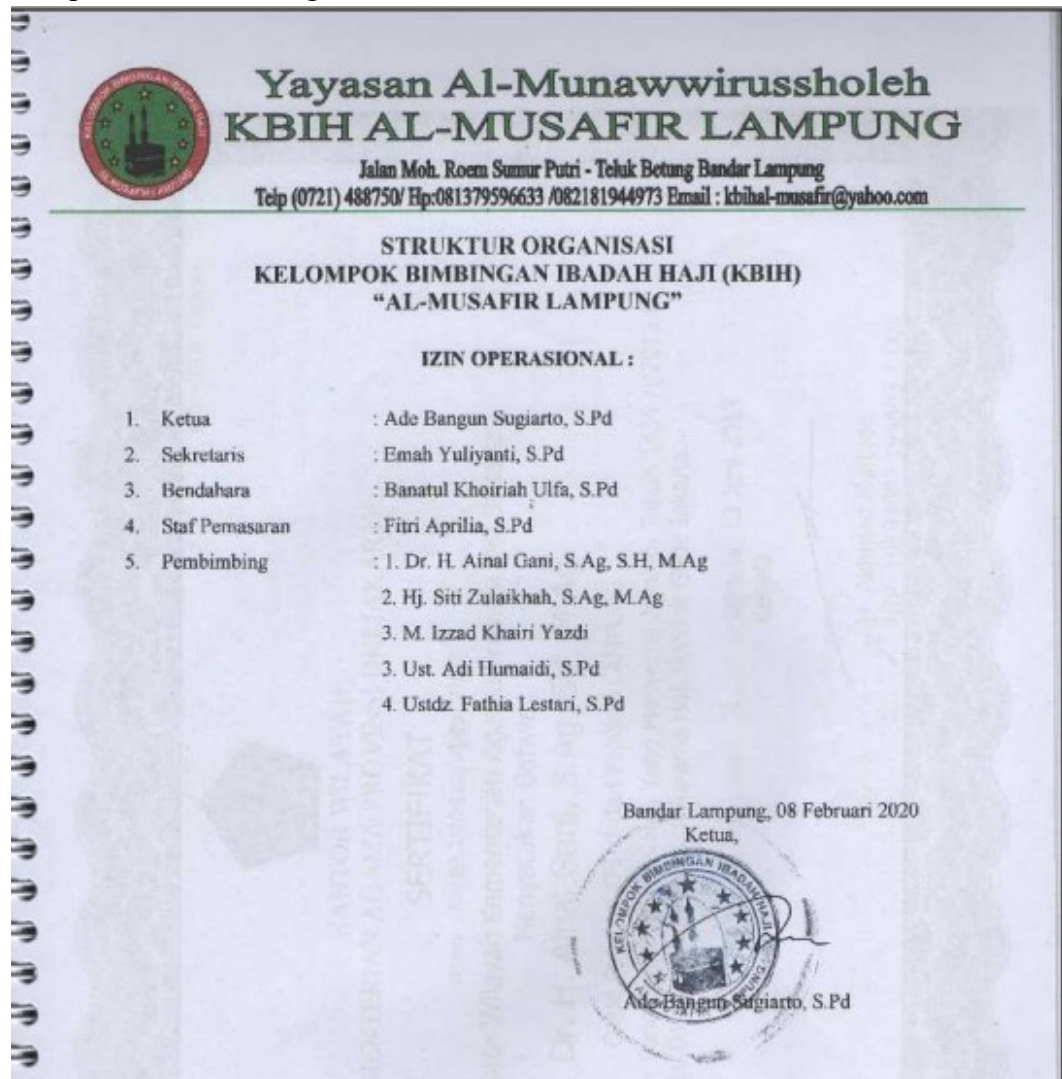 Yayasan Al-Munawwirussholeh
KBIH AL-MUSAFIR LAMPUNG
Jalan Moh. Roem Sumur Putri - Teluk Betung Bandar Lampung
Telp (0721) 488750/ Hp:081379596633 /082181944973 Email : kbihal-musafir@yahoo.com
STRUKTUR ORGANISASI
KELOMPOK BIMBINGAN IBADAH HAJI (KBIH)
“AL-MUSAFIR LAMPUNG”
IZIN OPERASIONAL :
1. Ketua : Ade Bangun Sugiarto, S.Pd
2. Sekretaris : Emah Yuliyanti, S.Pd
3. Bendahara : Banatul Khoiriah Ulfa, S.Pd
4. Staf Pemasaran : Fitri Aprilia, S.Pd
5. Pembimbing : 1. Dr. H. Ainal Gani, S.Ag, S.H, M.Ag
2. Hj. Siti Zulaikhah, S.Ag, M.Ag
3. M. Izzad Khairi Yazdi
3. Ust. Adi Humaidi, S.Pd
4. Ustdz. Fathia Lestari, S.Pd
Bandar Lampung, 08 Februari 2020
Ketua,
KELOMPOK BIMBINGAN IBADAH HAJI
Ade Bangun Sugiarto, S.Pd